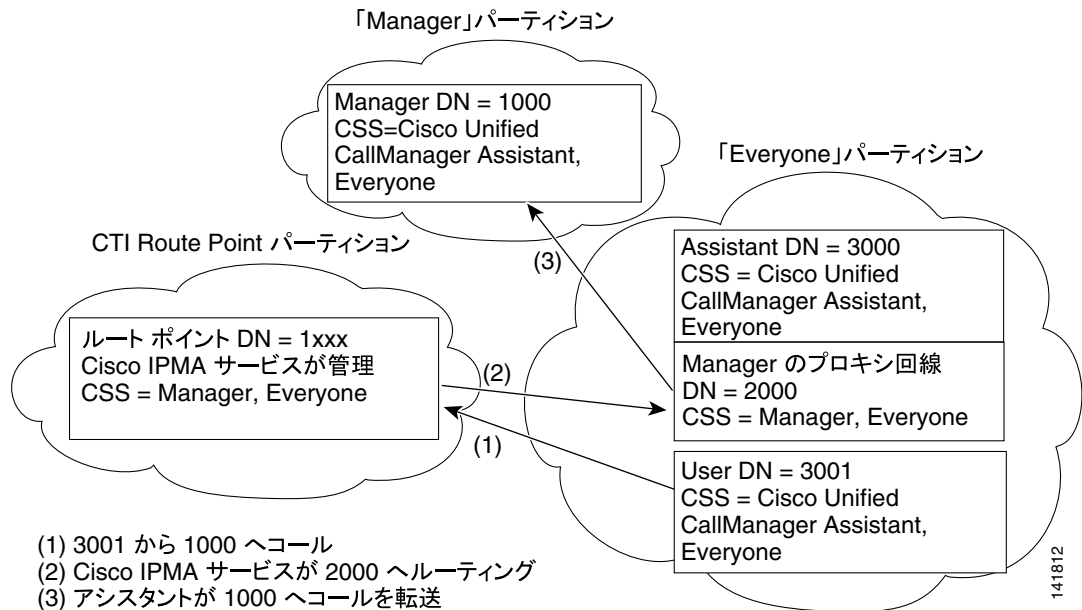 「Manager」パーティション
Manager DN = 1000
CSS=Cisco Unified
CallManager Assistant,
Everyone
「Everyone」パーティション
CTI Route Point パーティション
(3)
Assistant DN = 3000
CSS = Cisco Unified
CallManager Assistant,
Everyone
ルート ポイント DN = 1xxx
Cisco IPMA サービスが管理
CSS = Manager, Everyone
(2)
Manager のプロキシ回線
DN = 2000
CSS = Manager, Everyone
(1)
User DN = 3001
CSS = Cisco Unified
CallManager Assistant,
Everyone
(1) 3001 から 1000 へコール
(2) Cisco IPMA サービスが 2000 へルーティング
(3) アシスタントが 1000 へコールを転送
141812